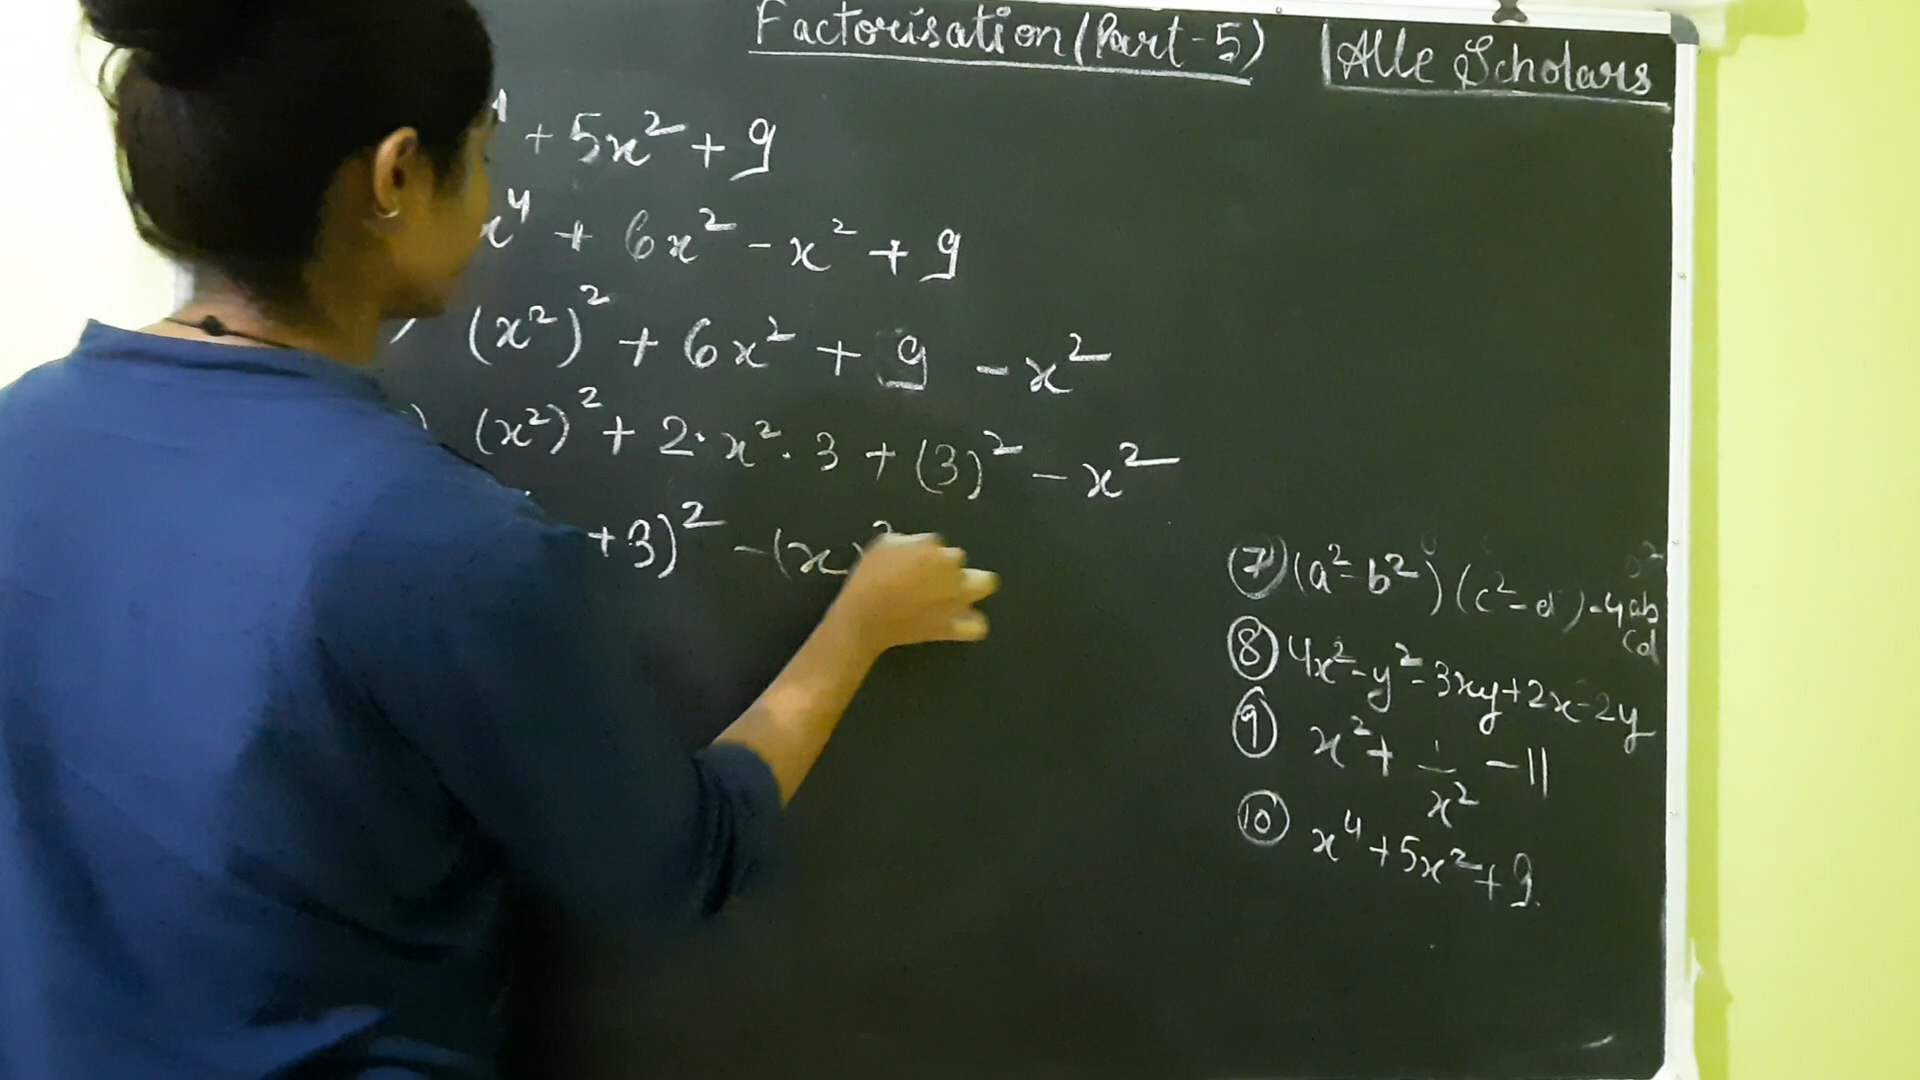 Factorisation (Part-5)
Alle Scholars
+ 5x² + 9
x⁴ + 6x² - x² + 9
(x²)² + 6x² + 9 - x²
(x²)² + 2·x²·3 + (3)² - x²
+3)² - (x)²
(7) (a²-b²)(c²-d²)-4ab
cd
(8) 4x²-y²-3xy+2x-2y
(9) x² + 1/x² - 11
(10) x⁴+5x²+9